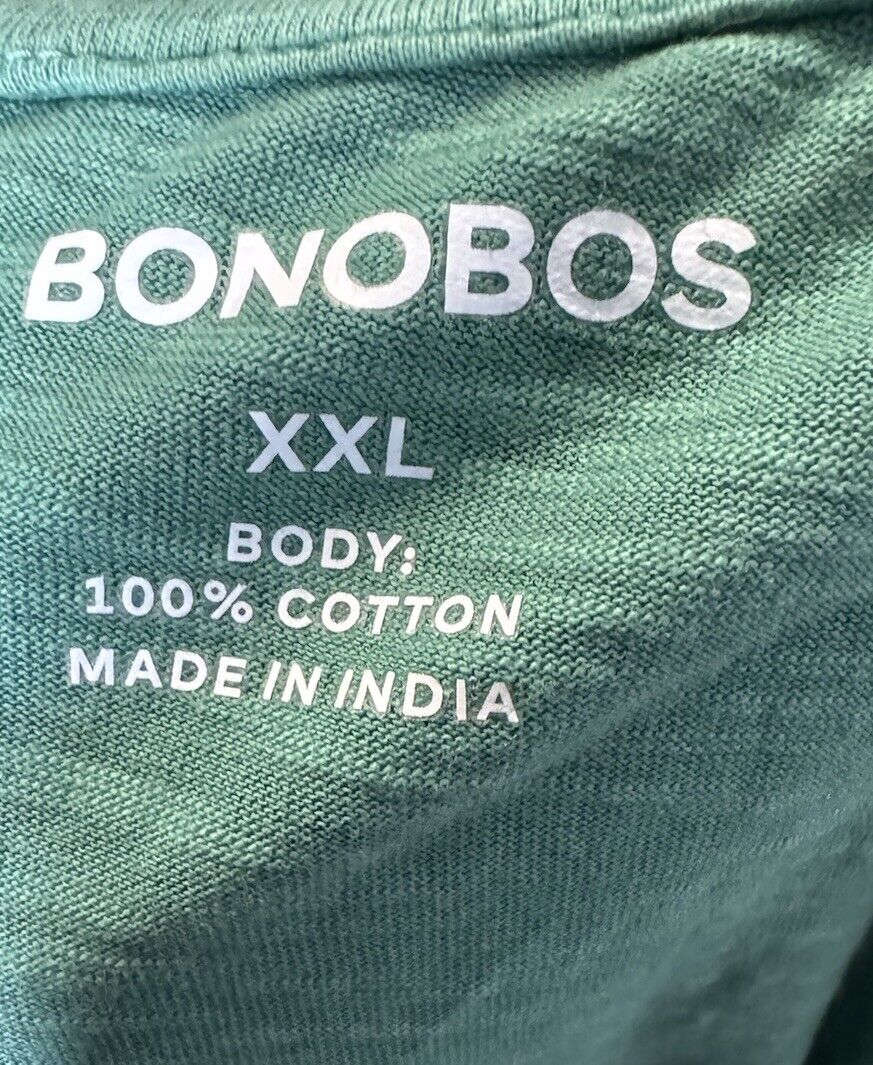 BONOBOS
XXL
BODY:
100% COTTON
MADE IN INDIA